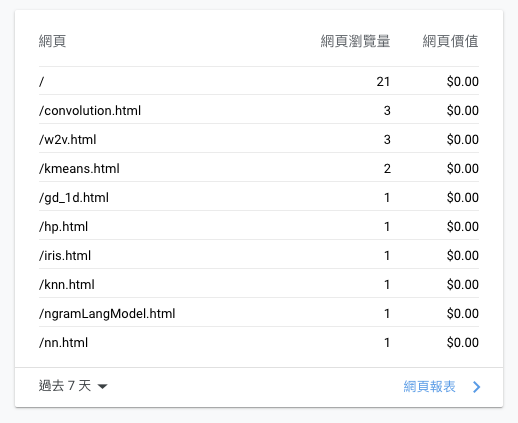 網頁 網頁瀏覽量 網頁價值
/ 21 $0.00
/convolution.html 3 $0.00
/w2v.html 3 $0.00
/kmeans.html 2 $0.00
/gd_1d.html 1 $0.00
/hp.html 1 $0.00
/iris.html 1 $0.00
/knn.html 1 $0.00
/ngramLangModel.html 1 $0.00
/nn.html 1 $0.00
過去 7 天 網頁報表